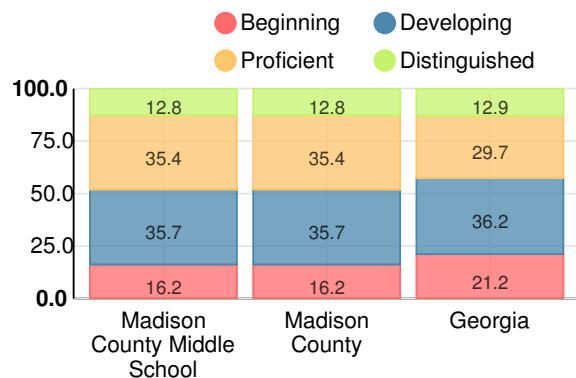 Beginning Developing
Proficient Distinguished
100.0
12.8 12.8 12.9
75.0
35.4 35.4 29.7
50.0
35.7 35.7 36.2
25.0
16.2 16.2 21.2
0.0
Madison Madison Georgia
County Middle County
School